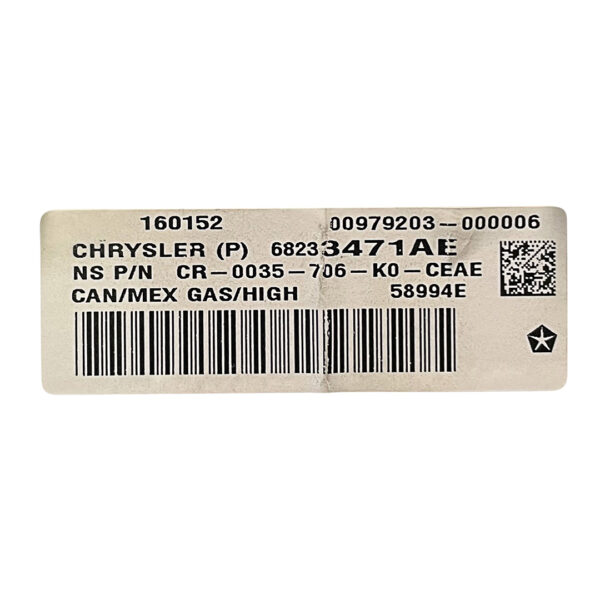 160152 00979203-000006
CHRYSLER (P) 68233471AE
NS P/N CR-0035-706-K0-CEAE
CAN/MEX GAS/HIGH 58994E